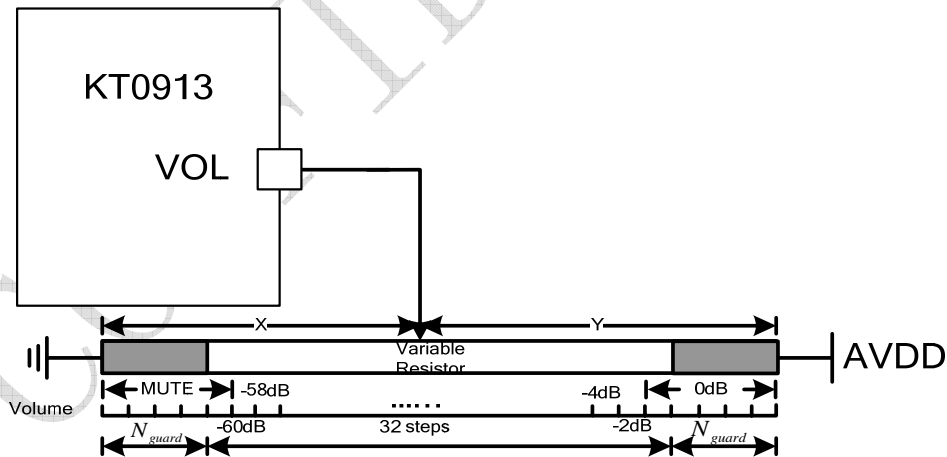 KT0913
VOL
X
Y
Variable
Resistor
AVDD
MUTE
-58dB
-4dB
0dB
Volume
-60dB
32 steps
-2dB
N guard
N guard